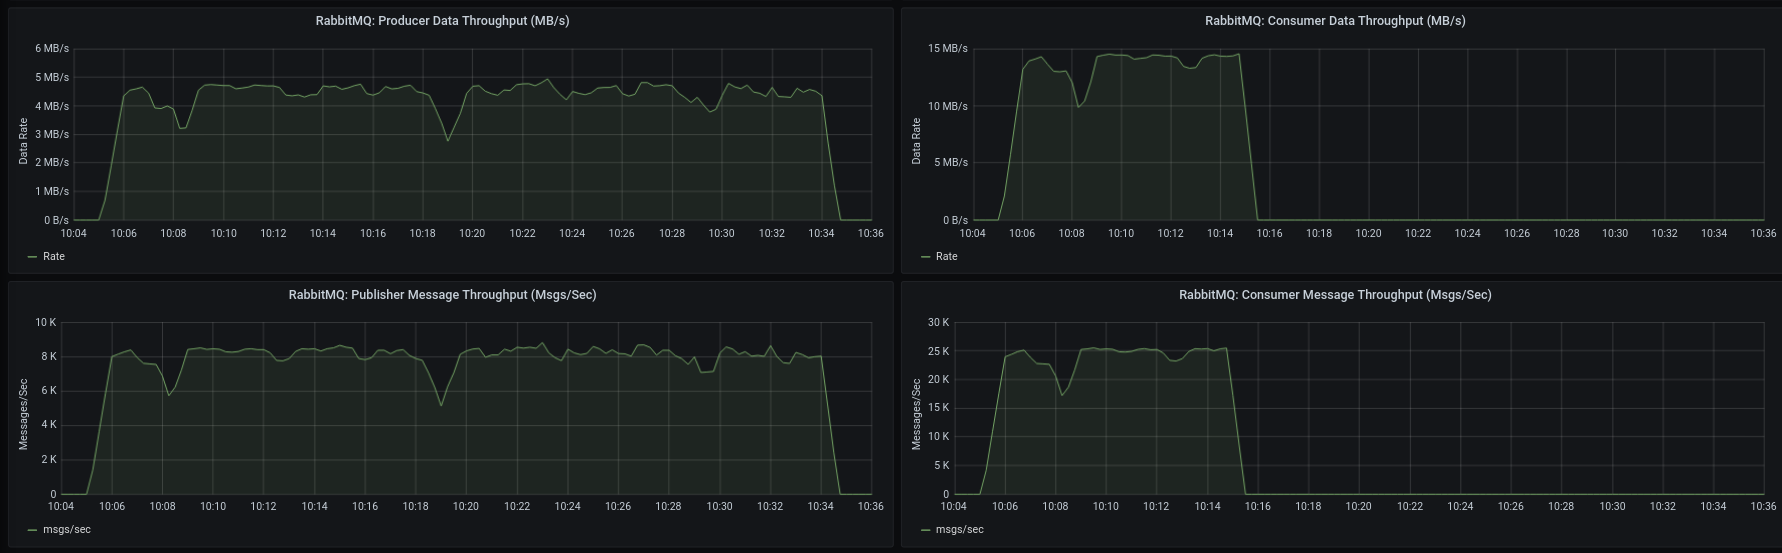 RabbitMQ: Producer Data Throughput (MB/s)
6 MB/s
5 MB/s
4 MB/s
3 MB/s
2 MB/s
1 MB/s
0 B/s
Data Rate
10:04 10:06 10:08 10:10 10:12 10:14 10:16 10:18 10:20 10:22 10:24 10:26 10:28 10:30 10:32 10:34 10:36
Rate
RabbitMQ: Consumer Data Throughput (MB/s)
15 MB/s
10 MB/s
5 MB/s
0 B/s
Data Rate
10:04 10:06 10:08 10:10 10:12 10:14 10:16 10:18 10:20 10:22 10:24 10:26 10:28 10:30 10:32 10:34 10:36
Rate
RabbitMQ: Publisher Message Throughput (Msgs/Sec)
10 K
8 K
6 K
4 K
2 K
0
Messages/Sec
10:04 10:06 10:08 10:10 10:12 10:14 10:16 10:18 10:20 10:22 10:24 10:26 10:28 10:30 10:32 10:34 10:36
msgs/sec
RabbitMQ: Consumer Message Throughput (Msgs/Sec)
30 K
25 K
20 K
15 K
10 K
5 K
0
Messages/Sec
10:04 10:06 10:08 10:10 10:12 10:14 10:16 10:18 10:20 10:22 10:24 10:26 10:28 10:30 10:32 10:34 10:36
msgs/sec